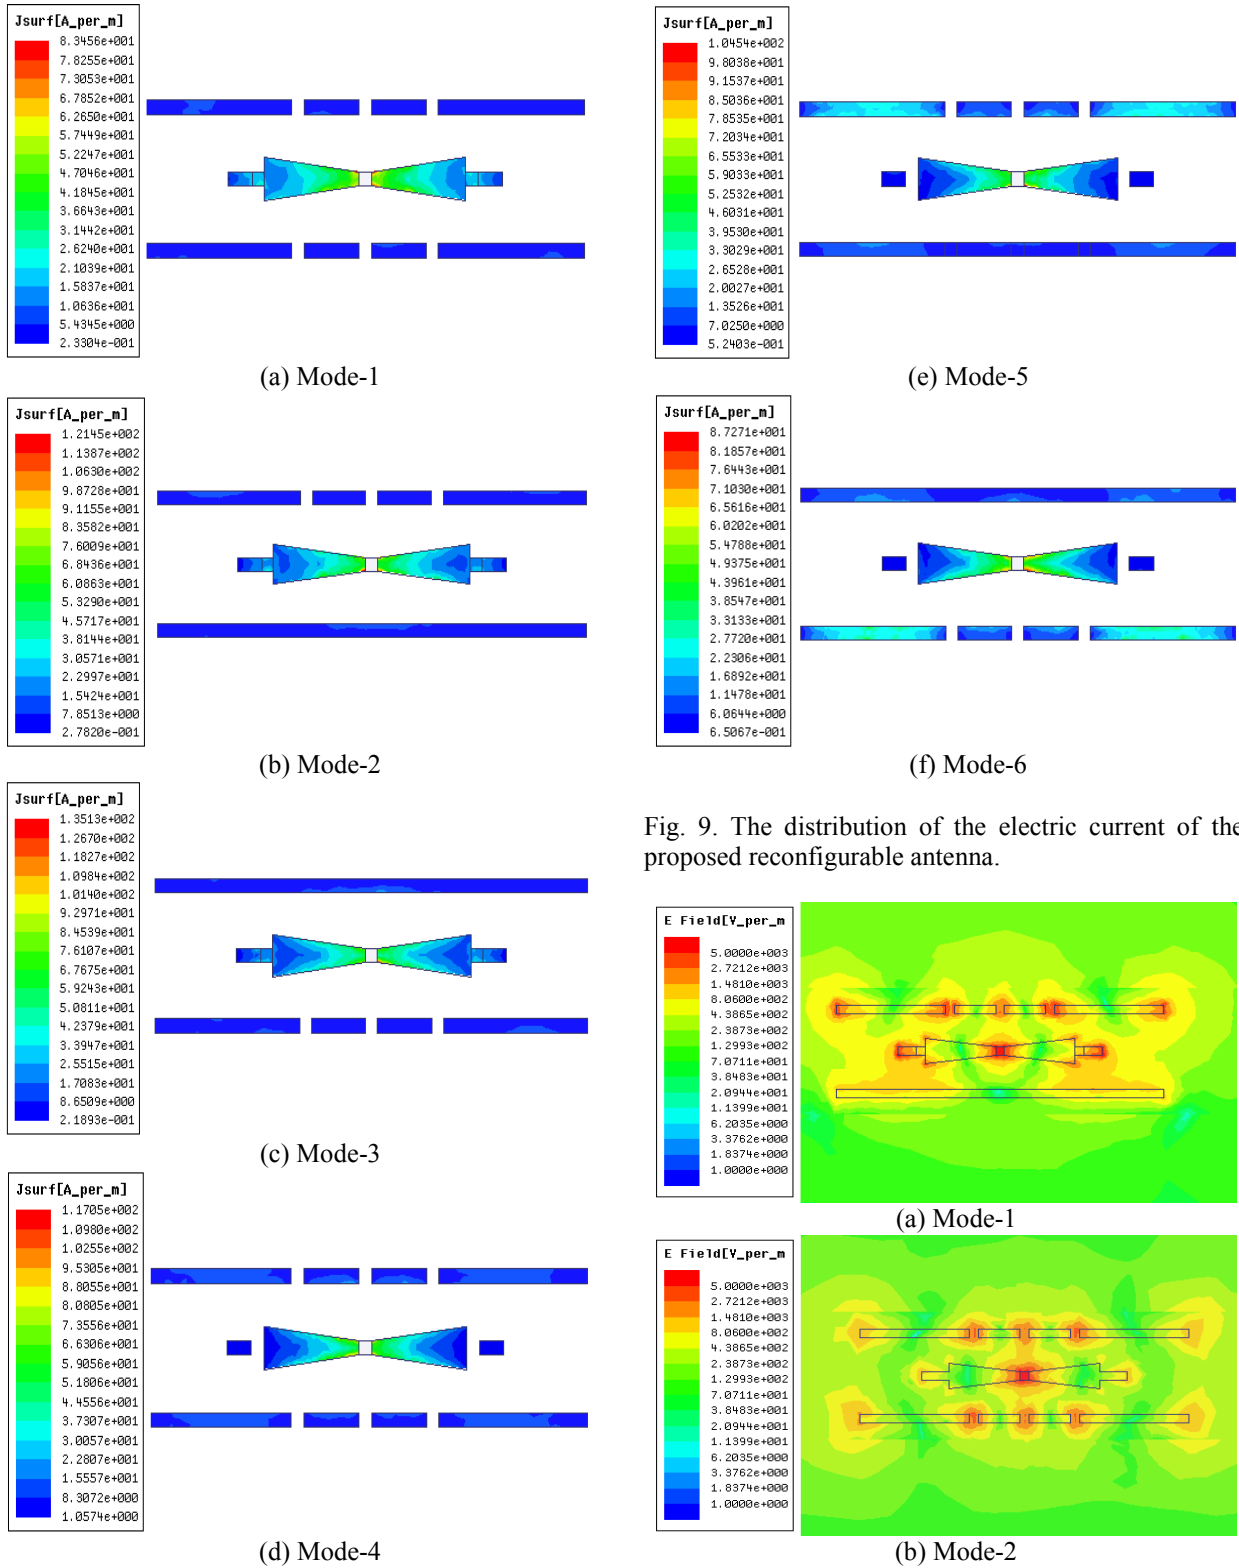 Jsurf[A_per_m]
8.3456e+001
7.8255e+001
7.3053e+001
6.7852e+001
6.2650e+001
5.7449e+001
5.2247e+001
4.7046e+001
4.1845e+001
3.6643e+001
3.1442e+001
2.6240e+001
2.1039e+001
1.5837e+001
1.0636e+001
5.4345e+000
2.3304e-001
(a) Mode-1
Jsurf[A_per_m]
1.2145e+002
1.1387e+002
1.0630e+002
9.8728e+001
9.1155e+001
8.3582e+001
7.6009e+001
6.8436e+001
6.0863e+001
5.3290e+001
4.5717e+001
3.8144e+001
3.0571e+001
2.2997e+001
1.5424e+001
7.8513e+000
2.7820e-001
(b) Mode-2
Jsurf[A_per_m]
1.3513e+002
1.2670e+002
1.1827e+002
1.0984e+002
1.0140e+002
9.2971e+001
8.4539e+001
7.6107e+001
6.7675e+001
5.9243e+001
5.0811e+001
4.2379e+001
3.3947e+001
2.5515e+001
1.7083e+001
8.6509e+000
2.1893e-001
(c) Mode-3
Jsurf[A_per_m]
1.1705e+002
1.0980e+002
1.0255e+002
9.5305e+001
8.8055e+001
8.0805e+001
7.3556e+001
6.6306e+001
5.9056e+001
5.1806e+001
4.4556e+001
3.7307e+001
3.0057e+001
2.2807e+001
1.5557e+001
8.3072e+000
1.0574e+000
(d) Mode-4
Jsurf[A_per_m]
1.0454e+002
9.8038e+001
9.1537e+001
8.5036e+001
7.8535e+001
7.2034e+001
6.5533e+001
5.9033e+001
5.2532e+001
4.6031e+001
3.9530e+001
3.3029e+001
2.6528e+001
2.0027e+001
1.3526e+001
7.0250e+000
5.2403e-001
(e) Mode-5
Jsurf[A_per_m]
8.7271e+001
8.1857e+001
7.6443e+001
7.1030e+001
6.5616e+001
6.0202e+001
5.4788e+001
4.9375e+001
4.3961e+001
3.8547e+001
3.3133e+001
2.7720e+001
2.2306e+001
1.6892e+001
1.1478e+001
6.0644e+000
6.5067e-001
(f) Mode-6
Fig. 9. The distribution of the electric current of the
proposed reconfigurable antenna.
E Field[V_per_m
5.0000e+003
2.7212e+003
1.4810e+003
8.0600e+002
4.3865e+002
2.3873e+002
1.2993e+002
7.0711e+001
3.8483e+001
2.0944e+001
1.1399e+001
6.2035e+000
3.3762e+000
1.8374e+000
1.0000e+000
(a) Mode-1
E Field[V_per_m
5.0000e+003
2.7212e+003
1.4810e+003
8.0600e+002
4.3865e+002
2.3873e+002
1.2993e+002
7.0711e+001
3.8483e+001
2.0944e+001
1.1399e+001
6.2035e+000
3.3762e+000
1.8374e+000
1.0000e+000
(b) Mode-2